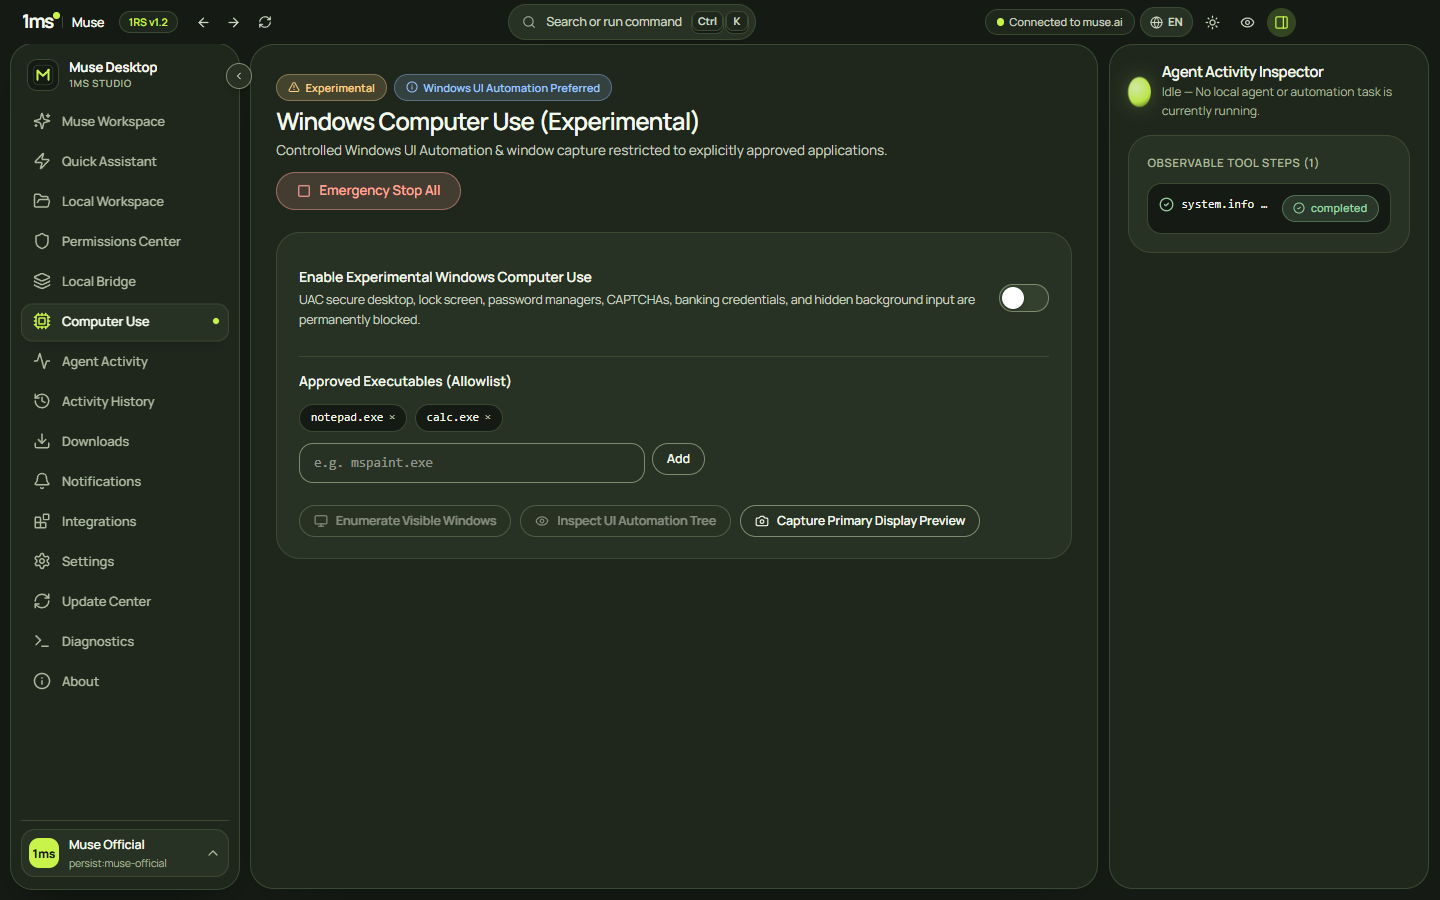 1ms Muse 1RS v1.2
Search or run command Ctrl K
Connected to muse.ai
EN
Muse Desktop
1MS STUDIO
Muse Workspace
Quick Assistant
Local Workspace
Permissions Center
Local Bridge
Computer Use
Agent Activity
Activity History
Downloads
Notifications
Integrations
Settings
Update Center
Diagnostics
About
1ms
Muse Official
persist:muse-official
Experimental
Windows UI Automation Preferred
Windows Computer Use (Experimental)
Controlled Windows UI Automation & window capture restricted to explicitly approved applications.
Emergency Stop All
Enable Experimental Windows Computer Use
UAC secure desktop, lock screen, password managers, CAPTCHAs, banking credentials, and hidden background input are
permanently blocked.
Approved Executables (Allowlist)
notepad.exe ×
calc.exe ×
e.g. mspaint.exe
Add
Enumerate Visible Windows
Inspect UI Automation Tree
Capture Primary Display Preview
Agent Activity Inspector
Idle — No local agent or automation task is
currently running.
OBSERVABLE TOOL STEPS (1)
system.info …
completed